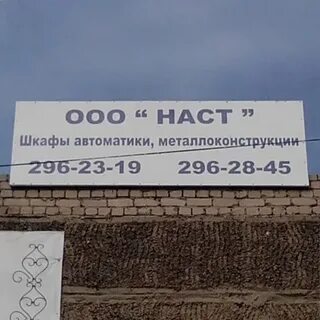 ООО “ НАСТ ”
Шкафы автоматики, металлоконструкции
296-23-19 296-28-45